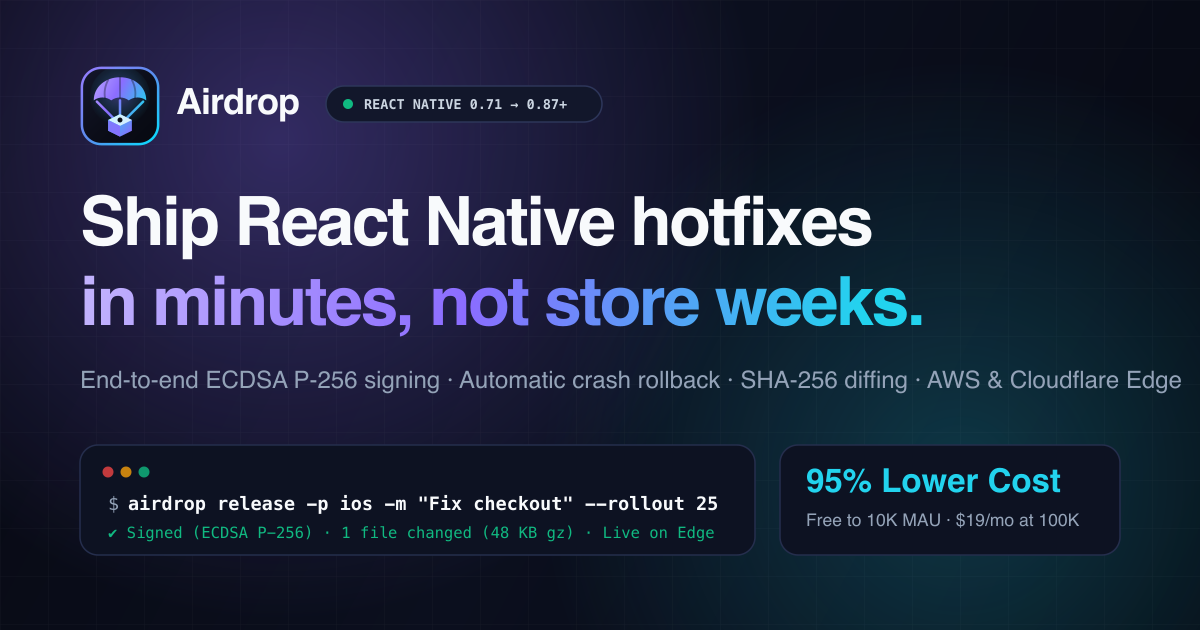 Airdrop
REACT NATIVE 0.71 → 0.87+
Ship React Native hotfixes
in minutes, not store weeks.
End-to-end ECDSA P-256 signing · Automatic crash rollback · SHA-256 diffing · AWS & Cloudflare Edge
$ airdrop release -p ios -m "Fix checkout" --rollout 25
✔ Signed (ECDSA P-256) · 1 file changed (48 KB gz) · Live on Edge
95% Lower Cost
Free to 10K MAU · $19/mo at 100K